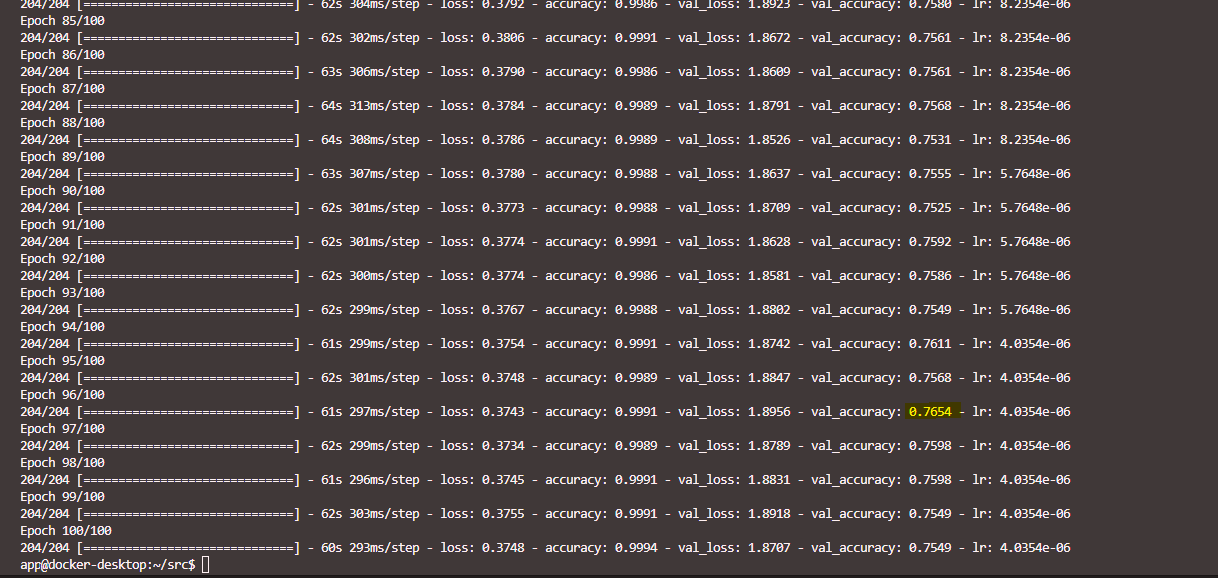 204/204 [==============================] - 62s 304ms/step - loss: 0.3792 - accuracy: 0.9986 - val_loss: 1.8923 - val_accuracy: 0.7580 - lr: 8.2354e-06
Epoch 85/100
204/204 [==============================] - 62s 302ms/step - loss: 0.3806 - accuracy: 0.9991 - val_loss: 1.8672 - val_accuracy: 0.7561 - lr: 8.2354e-06
Epoch 86/100
204/204 [==============================] - 63s 306ms/step - loss: 0.3790 - accuracy: 0.9986 - val_loss: 1.8609 - val_accuracy: 0.7561 - lr: 8.2354e-06
Epoch 87/100
204/204 [==============================] - 64s 313ms/step - loss: 0.3784 - accuracy: 0.9989 - val_loss: 1.8791 - val_accuracy: 0.7568 - lr: 8.2354e-06
Epoch 88/100
204/204 [==============================] - 64s 308ms/step - loss: 0.3786 - accuracy: 0.9989 - val_loss: 1.8526 - val_accuracy: 0.7531 - lr: 8.2354e-06
Epoch 89/100
204/204 [==============================] - 63s 307ms/step - loss: 0.3780 - accuracy: 0.9988 - val_loss: 1.8637 - val_accuracy: 0.7555 - lr: 5.7648e-06
Epoch 90/100
204/204 [==============================] - 62s 301ms/step - loss: 0.3773 - accuracy: 0.9988 - val_loss: 1.8709 - val_accuracy: 0.7525 - lr: 5.7648e-06
Epoch 91/100
204/204 [==============================] - 62s 301ms/step - loss: 0.3774 - accuracy: 0.9991 - val_loss: 1.8628 - val_accuracy: 0.7592 - lr: 5.7648e-06
Epoch 92/100
204/204 [==============================] - 62s 300ms/step - loss: 0.3774 - accuracy: 0.9986 - val_loss: 1.8581 - val_accuracy: 0.7586 - lr: 5.7648e-06
Epoch 93/100
204/204 [==============================] - 62s 299ms/step - loss: 0.3767 - accuracy: 0.9988 - val_loss: 1.8802 - val_accuracy: 0.7549 - lr: 5.7648e-06
Epoch 94/100
204/204 [==============================] - 61s 299ms/step - loss: 0.3754 - accuracy: 0.9991 - val_loss: 1.8742 - val_accuracy: 0.7611 - lr: 4.0354e-06
Epoch 95/100
204/204 [==============================] - 62s 301ms/step - loss: 0.3748 - accuracy: 0.9989 - val_loss: 1.8847 - val_accuracy: 0.7568 - lr: 4.0354e-06
Epoch 96/100
204/204 [==============================] - 61s 297ms/step - loss: 0.3743 - accuracy: 0.9991 - val_loss: 1.8956 - val_accuracy: 0.7654 - lr: 4.0354e-06
Epoch 97/100
204/204 [==============================] - 62s 299ms/step - loss: 0.3734 - accuracy: 0.9989 - val_loss: 1.8789 - val_accuracy: 0.7598 - lr: 4.0354e-06
Epoch 98/100
204/204 [==============================] - 61s 296ms/step - loss: 0.3745 - accuracy: 0.9991 - val_loss: 1.8831 - val_accuracy: 0.7598 - lr: 4.0354e-06
Epoch 99/100
204/204 [==============================] - 62s 303ms/step - loss: 0.3755 - accuracy: 0.9991 - val_loss: 1.8918 - val_accuracy: 0.7549 - lr: 4.0354e-06
Epoch 100/100
204/204 [==============================] - 60s 293ms/step - loss: 0.3748 - accuracy: 0.9994 - val_loss: 1.8707 - val_accuracy: 0.7549 - lr: 4.0354e-06
app@docker-desktop:~/src$